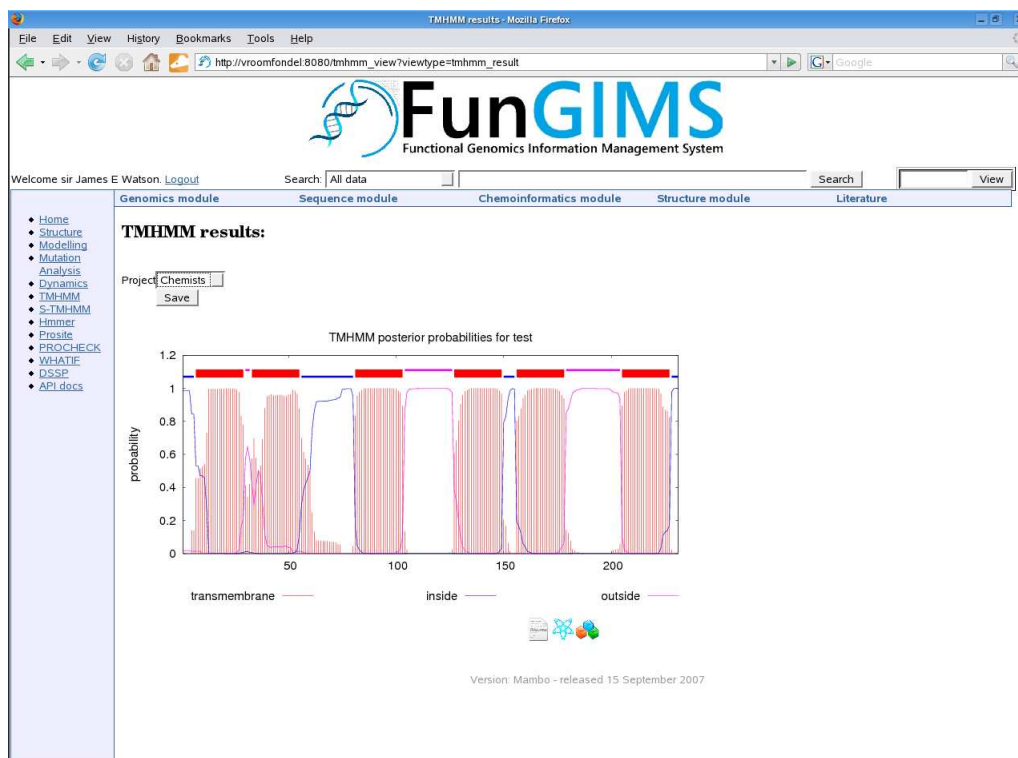 TMHMM results - Mozilla Firefox
File Edit View History Bookmarks Tools Help
http://vroomfondel:8080/tmhmm_view?viewtype=tmhmm_result
G Google
FunGIMS
Functional Genomics Information Management System
Welcome sir James E Watson. Logout Search: All data Search View
Genomics module Sequence module Chemoinformatics module Structure module Literature
Home
Structure
Modelling
Mutation
Analysis
Dynamics
TMHMM
S-TMHMM
Hmmer
Prosite
PROCHECK
WHATIF
DSSP
API docs
TMHMM results:
Project Chemists
Save
TMHMM posterior probabilities for test
1.2
1
0.8
0.6
0.4
0.2
0
probability
50 100 150 200
transmembrane inside outside
Version: Mambo - released 15 September 2007